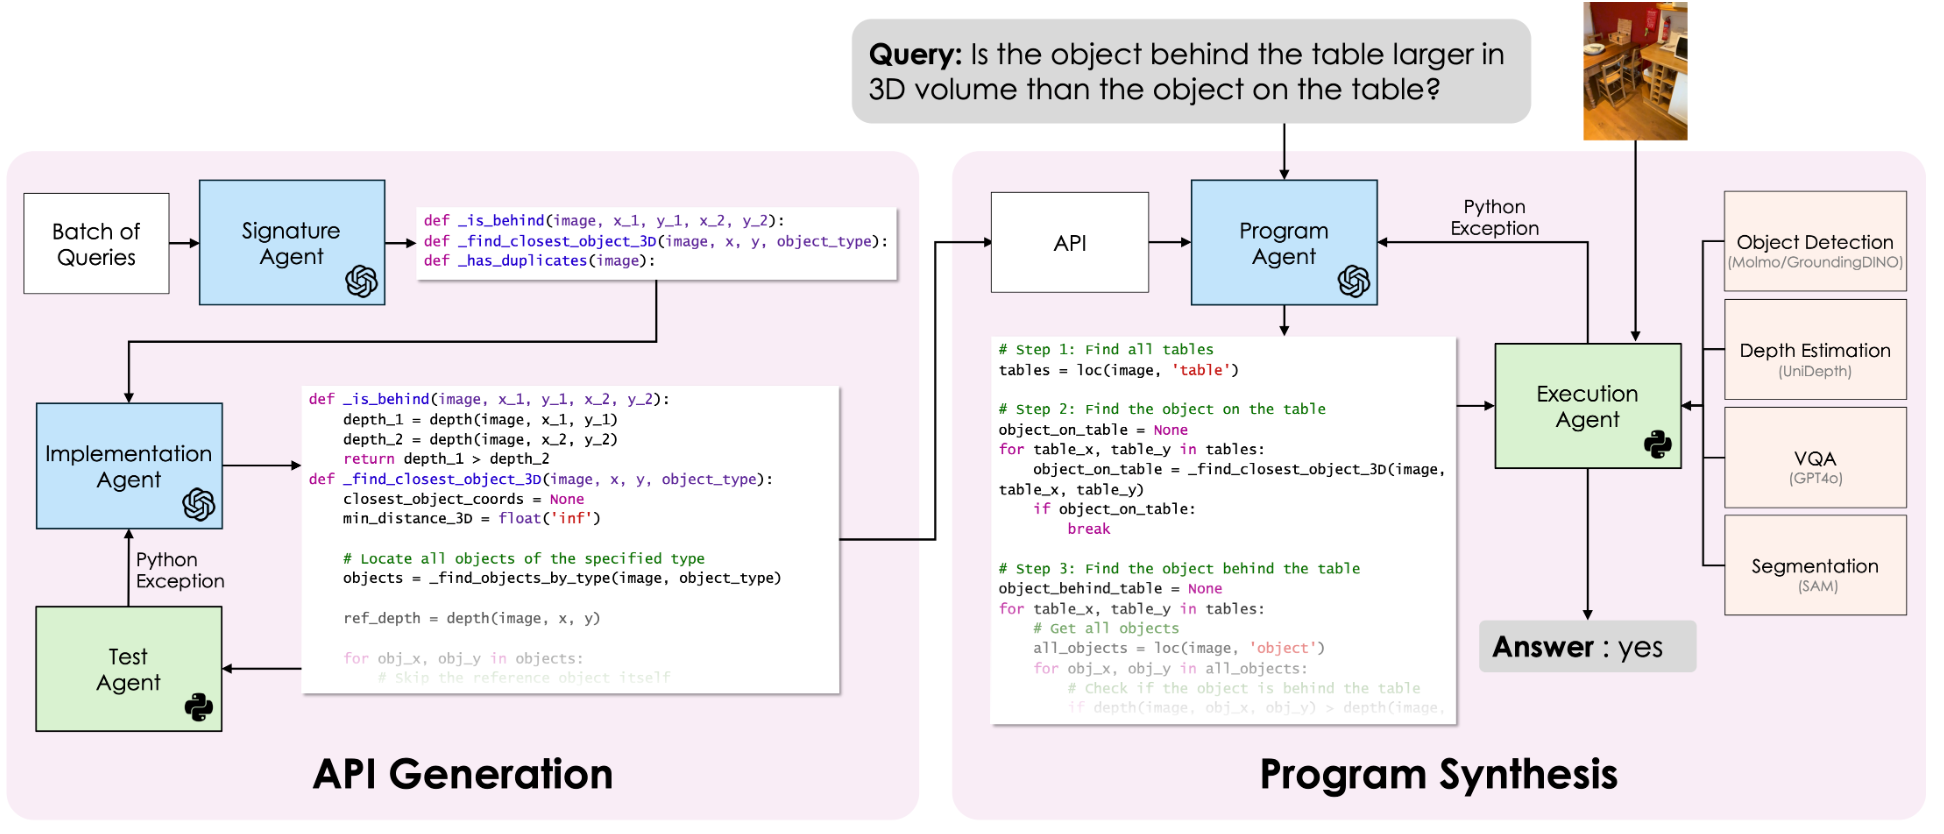 Query: Is the object behind the table larger in
3D volume than the object on the table?
Batch of
Queries
Signature
Agent
def _is_behind(image, x_1, y_1, x_2, y_2):
def _find_closest_object_3D(image, x, y, object_type):
def _has_duplicates(image):
Implementation
Agent
def _is_behind(image, x_1, y_1, x_2, y_2):
depth_1 = depth(image, x_1, y_1)
depth_2 = depth(image, x_2, y_2)
return depth_1 > depth_2
def _find_closest_object_3D(image, x, y, object_type):
closest_object_coords = None
min_distance_3D = float('inf')
# Locate all objects of the specified type
objects = _find_objects_by_type(image, object_type)
ref_depth = depth(image, x, y)
for obj_x, obj_y in objects:
# Skip the reference object itself
Python
Exception
Test
Agent
API Generation
API
Program
Agent
Python
Exception
# Step 1: Find all tables
tables = loc(image, 'table')
# Step 2: Find the object on the table
object_on_table = None
for table_x, table_y in tables:
object_on_table = _find_closest_object_3D(image,
table_x, table_y)
if object_on_table:
break
# Step 3: Find the object behind the table
object_behind_table = None
for table_x, table_y in tables:
# Get all objects
all_objects = loc(image, 'object')
for obj_x, obj_y in all_objects:
# Check if the object is behind the table
if depth(image, obj_x, obj_y) > depth(image,
Execution
Agent
Object Detection
(Molmo/GroundingDINO)
Depth Estimation
(UniDepth)
VQA
(GPT4o)
Segmentation
(SAM)
Answer : yes
Program Synthesis